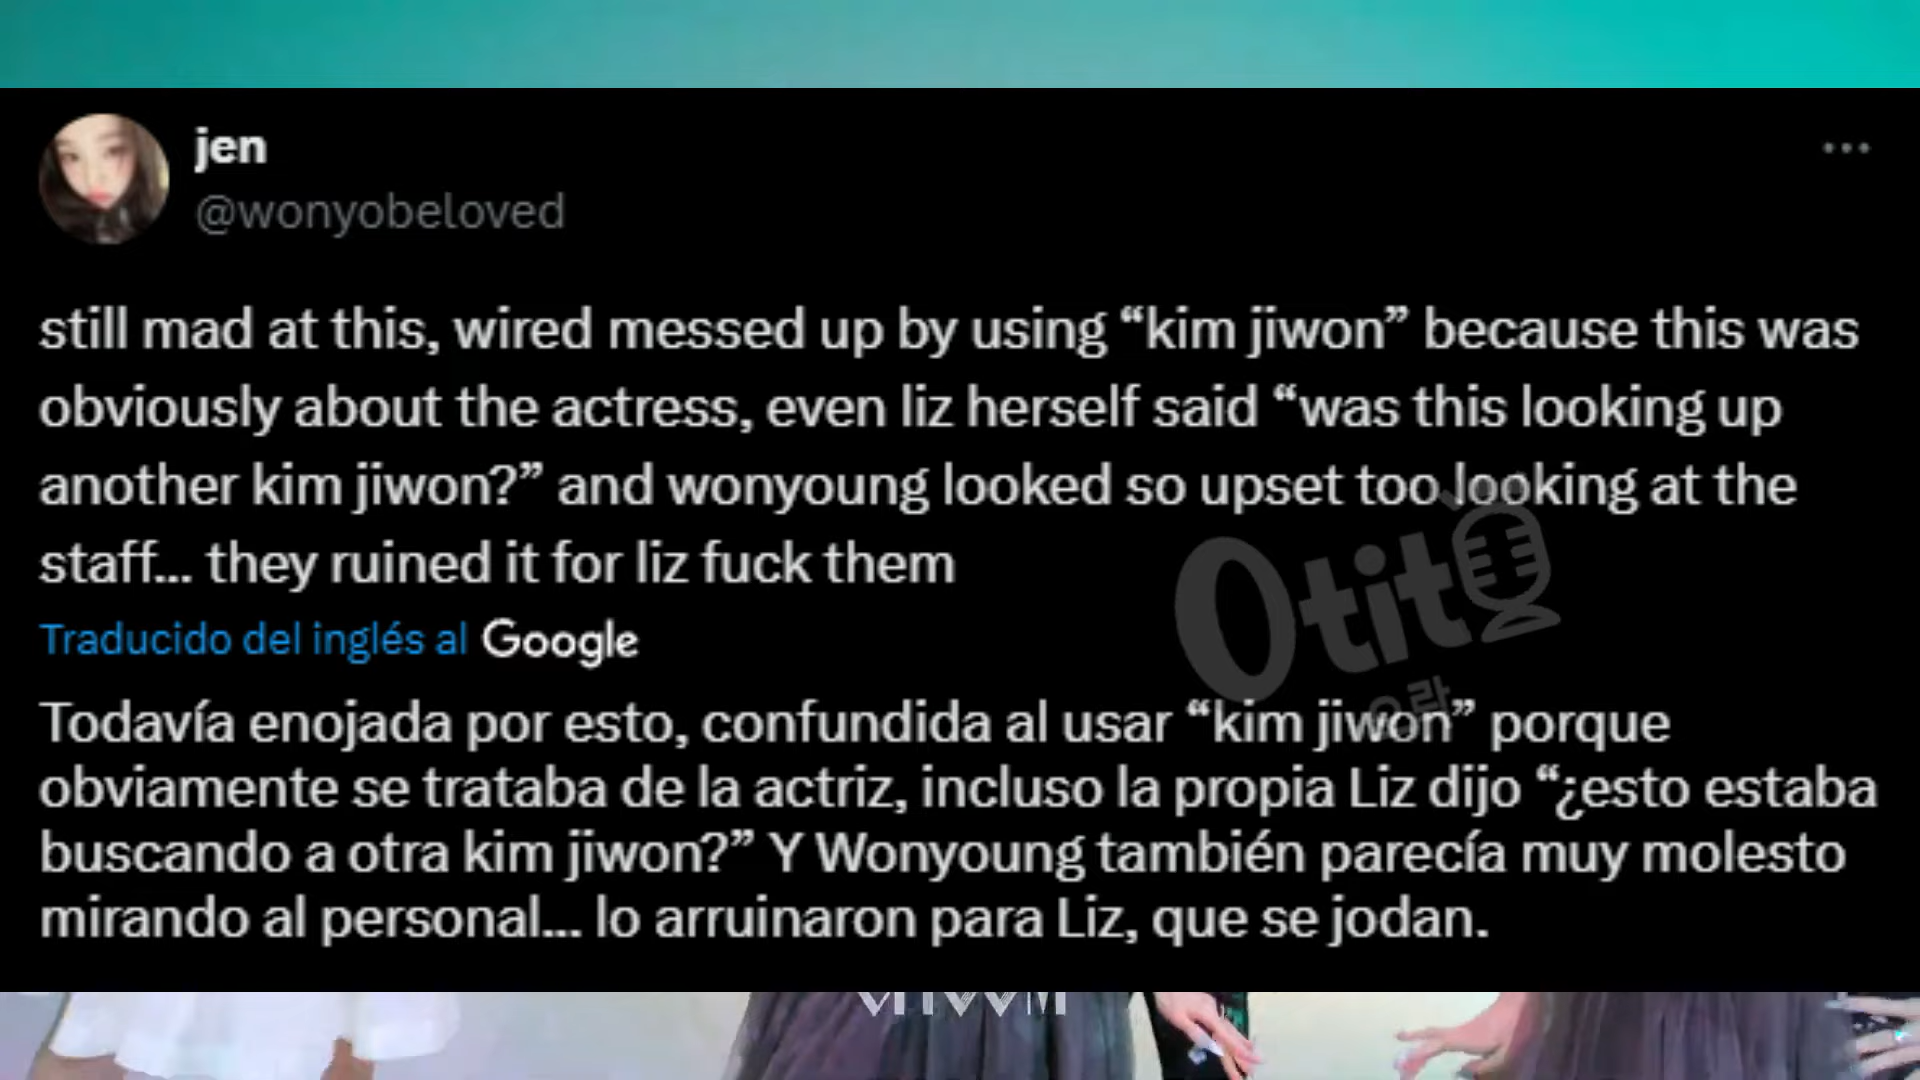 jen
@wonyobeloved
still mad at this, wired messed up by using “kim jiwon” because this was
obviously about the actress, even liz herself said “was this looking up
another kim jiwon?” and wonyoung looked so upset too looking at the
staff... they ruined it for liz fuck them
Traducido del inglés al Google
Otito
Todavía enojada por esto, confundida al usar “kim jiwon” porque
obviamente se trataba de la actriz, incluso la propia Liz dijo “¿esto estaba
buscando a otra kim jiwon?” Y Wonyoung también parecía muy molesto
mirando al personal... lo arruinaron para Liz, que se jodan.